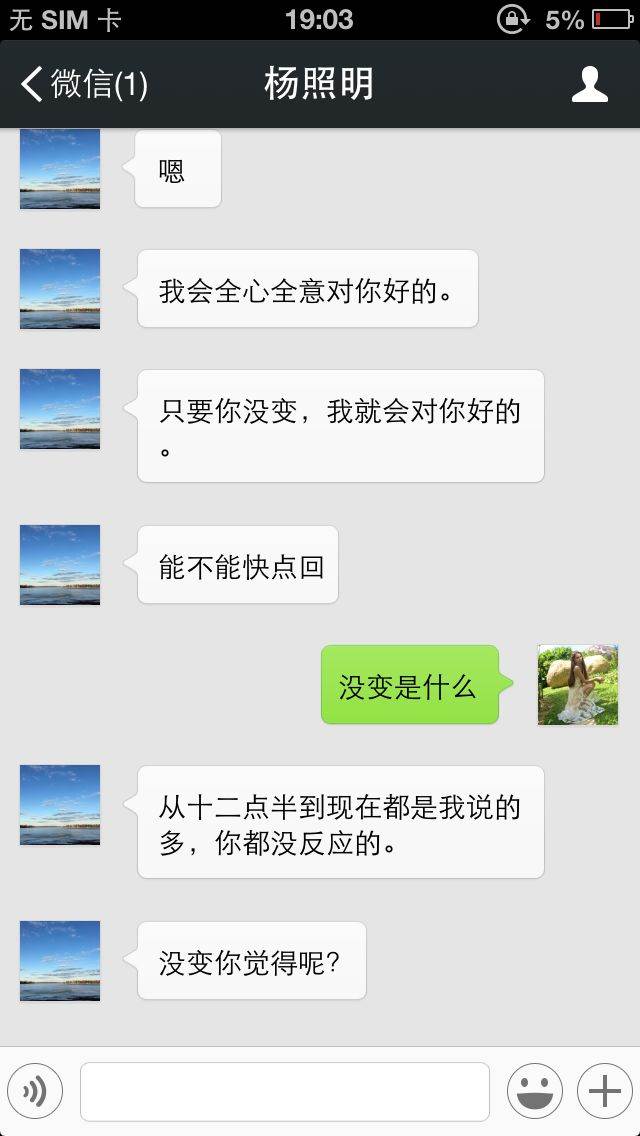 无 SIM 卡 19:03 5%
微信(1) 杨照明
嗯
我会全心全意对你好的。
只要你没变，我就会对你好的
。
能不能快点回
没变是什么
从十二点半到现在都是我说的
多，你都没反应的。
没变你觉得呢？